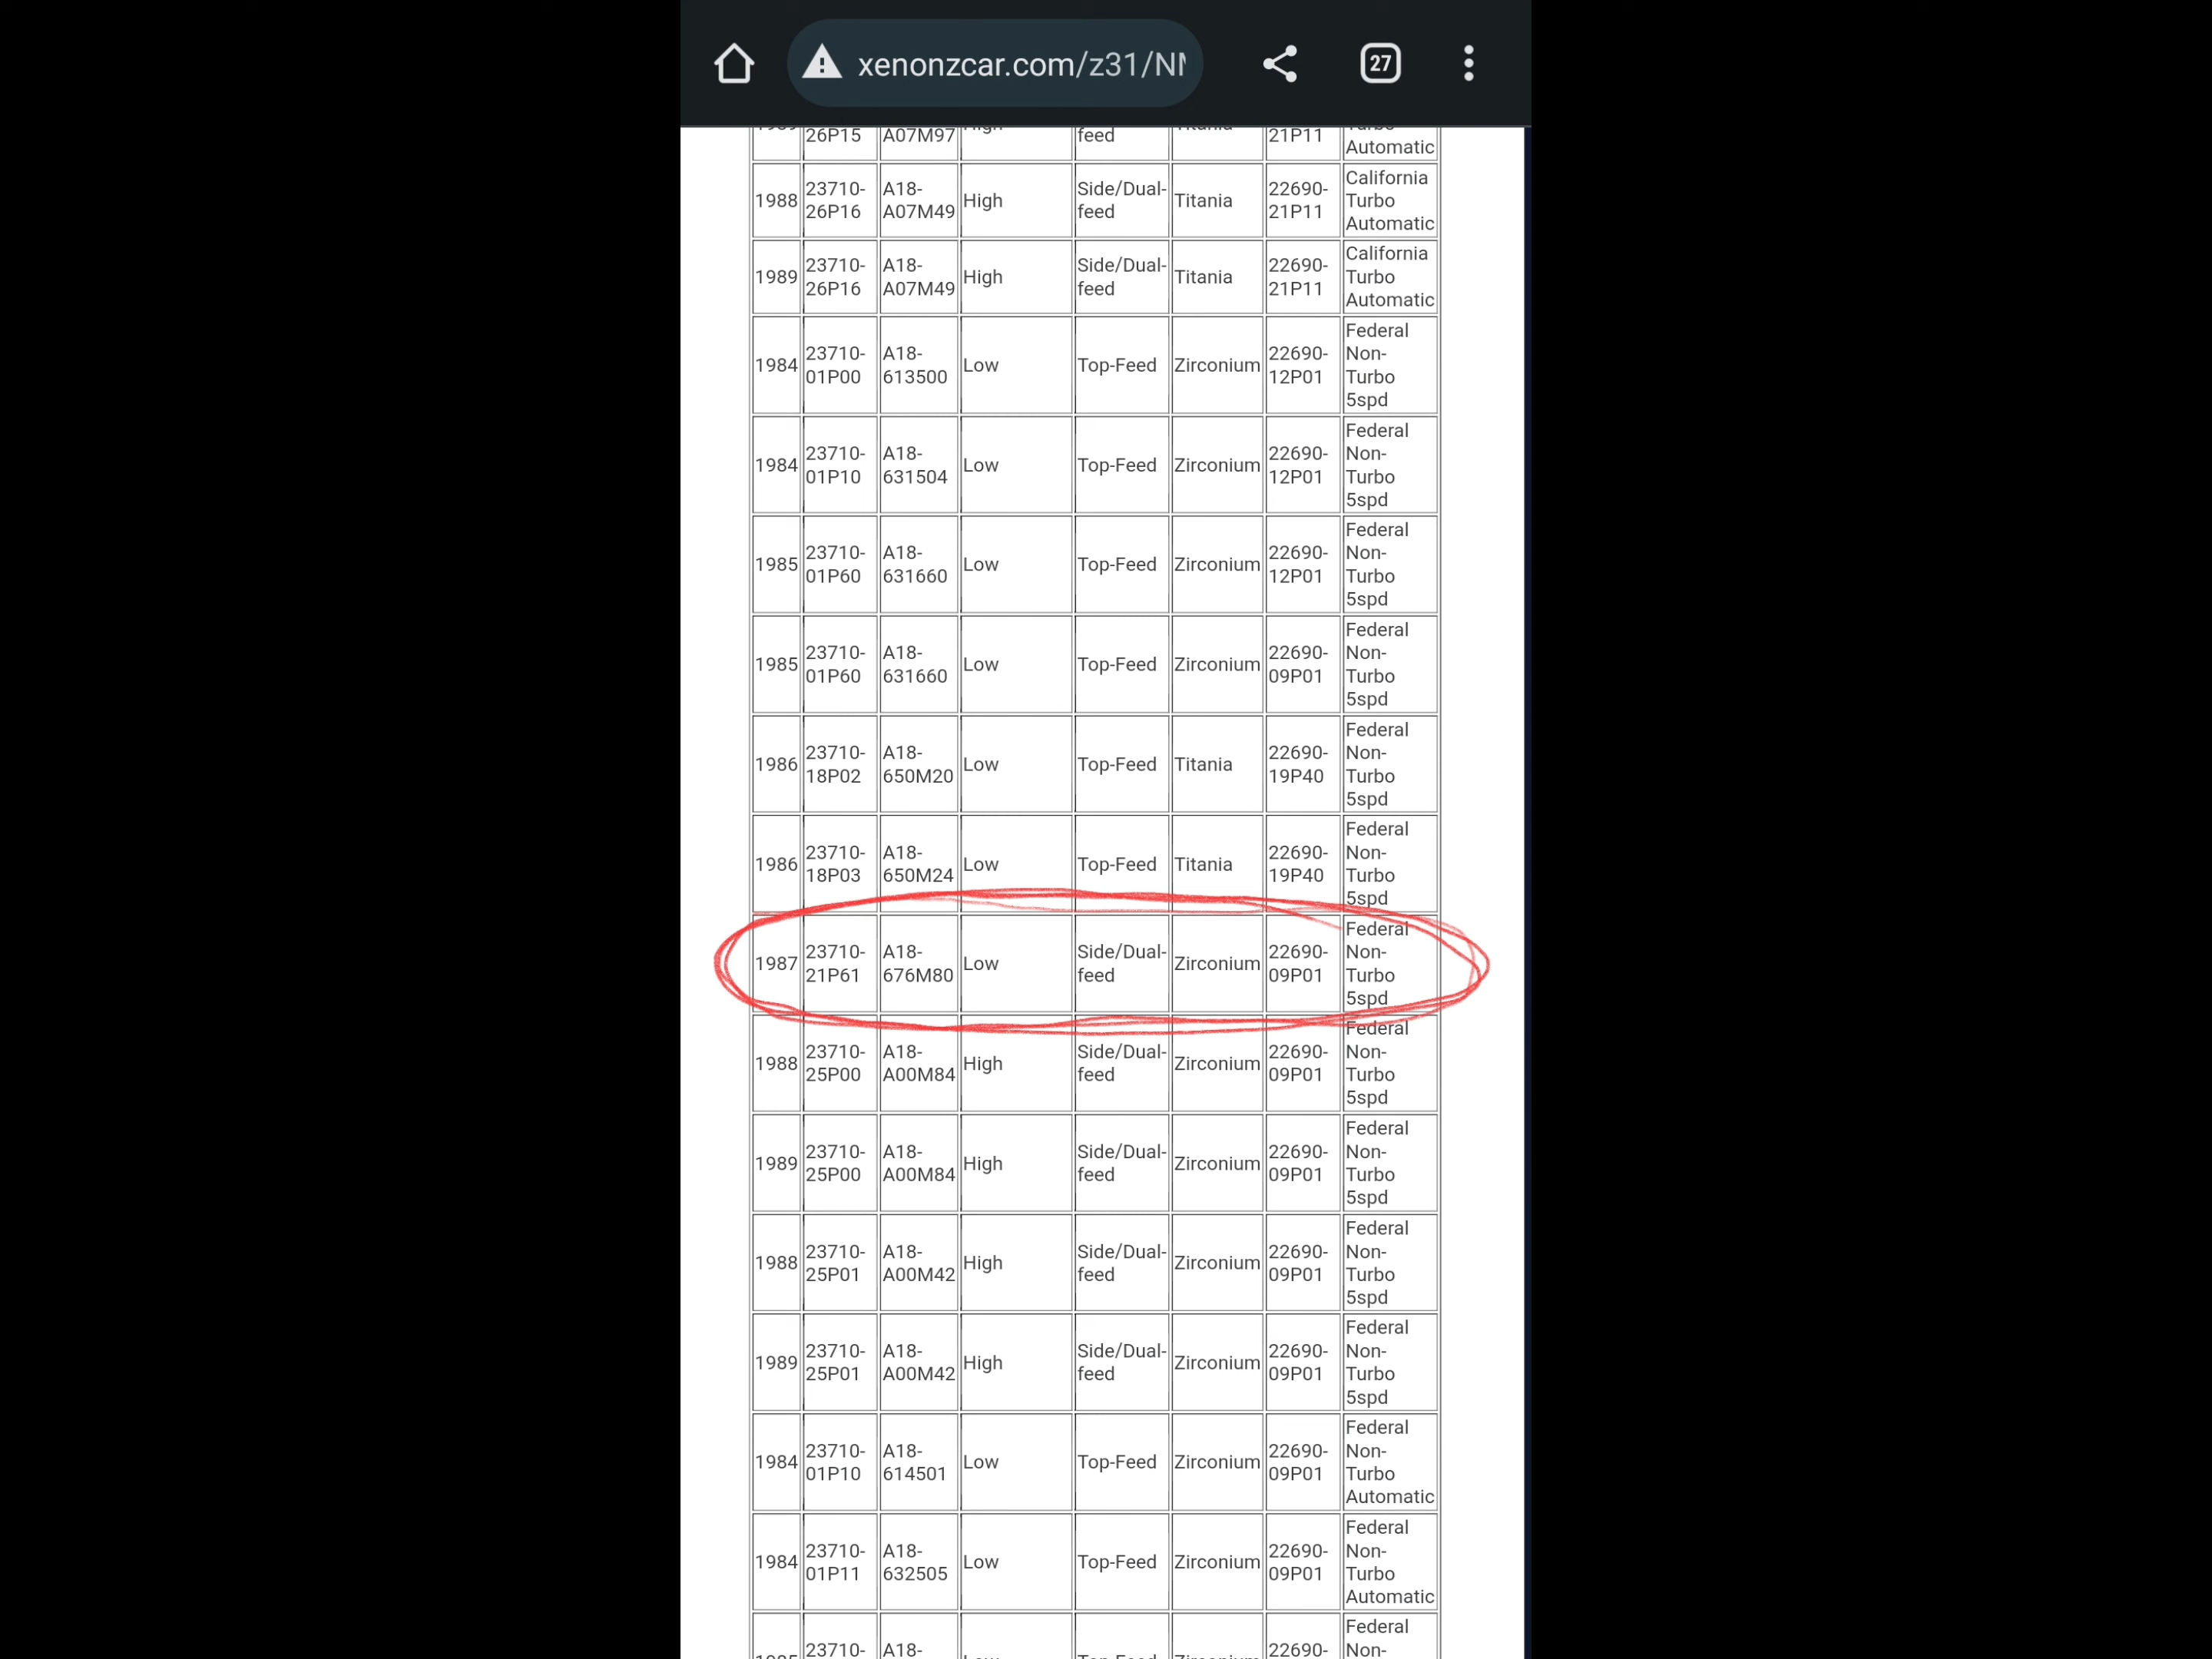 xenonzcar.com/z31/NI
27
26P15 A07M97 feed 21P11
Automatic
1988 23710-26P16 A18-A07M49 High Side/Dual-feed Titania 22690-21P11 California Turbo Automatic
1989 23710-26P16 A18-A07M49 High Side/Dual-feed Titania 22690-21P11 California Turbo Automatic
1984 23710-01P00 A18-613500 Low Top-Feed Zirconium 22690-12P01 Federal Non-Turbo 5spd
1984 23710-01P10 A18-631504 Low Top-Feed Zirconium 22690-12P01 Federal Non-Turbo 5spd
1985 23710-01P60 A18-631660 Low Top-Feed Zirconium 22690-12P01 Federal Non-Turbo 5spd
1985 23710-01P60 A18-631660 Low Top-Feed Zirconium 22690-09P01 Federal Non-Turbo 5spd
1986 23710-18P02 A18-650M20 Low Top-Feed Titania 22690-19P40 Federal Non-Turbo 5spd
1986 23710-18P03 A18-650M24 Low Top-Feed Titania 22690-19P40 Federal Non-Turbo 5spd
1987 23710-21P61 A18-676M80 Low Side/Dual-feed Zirconium 22690-09P01 Federal Non-Turbo 5spd
1988 23710-25P00 A18-A00M84 High Side/Dual-feed Zirconium 22690-09P01 Federal Non-Turbo 5spd
1989 23710-25P00 A18-A00M84 High Side/Dual-feed Zirconium 22690-09P01 Federal Non-Turbo 5spd
1988 23710-25P01 A18-A00M42 High Side/Dual-feed Zirconium 22690-09P01 Federal Non-Turbo 5spd
1989 23710-25P01 A18-A00M42 High Side/Dual-feed Zirconium 22690-09P01 Federal Non-Turbo 5spd
1984 23710-01P10 A18-614501 Low Top-Feed Zirconium 22690-09P01 Federal Non-Turbo Automatic
1984 23710-01P11 A18-632505 Low Top-Feed Zirconium 22690-09P01 Federal Non-Turbo Automatic
23710- A18- 22690- Federal Non-